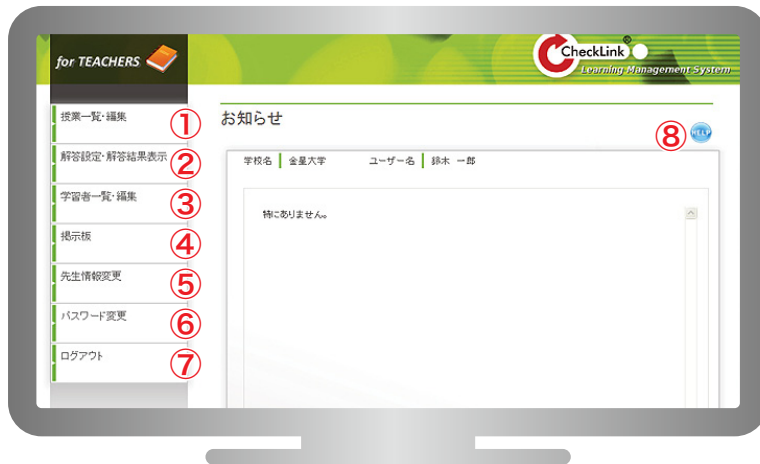 for TEACHERS
CheckLink®
Learning Management System
授業一覧・編集 ①
解答設定・解答結果表示 ②
学習者一覧・編集 ③
掲示板 ④
先生情報変更 ⑤
パスワード変更 ⑥
ログアウト ⑦
お知らせ
⑧ HELP
学校名 金星大学 ユーザー名 鈴木 一郎
特にありません。